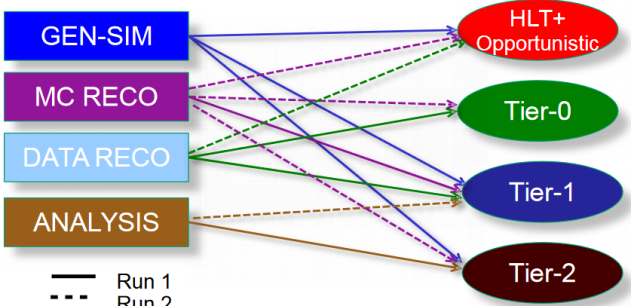 GEN-SIM
MC RECO
DATA RECO
ANALYSIS
HLT+
Opportunistic
Tier-0
Tier-1
Tier-2
Run 1
Run 2